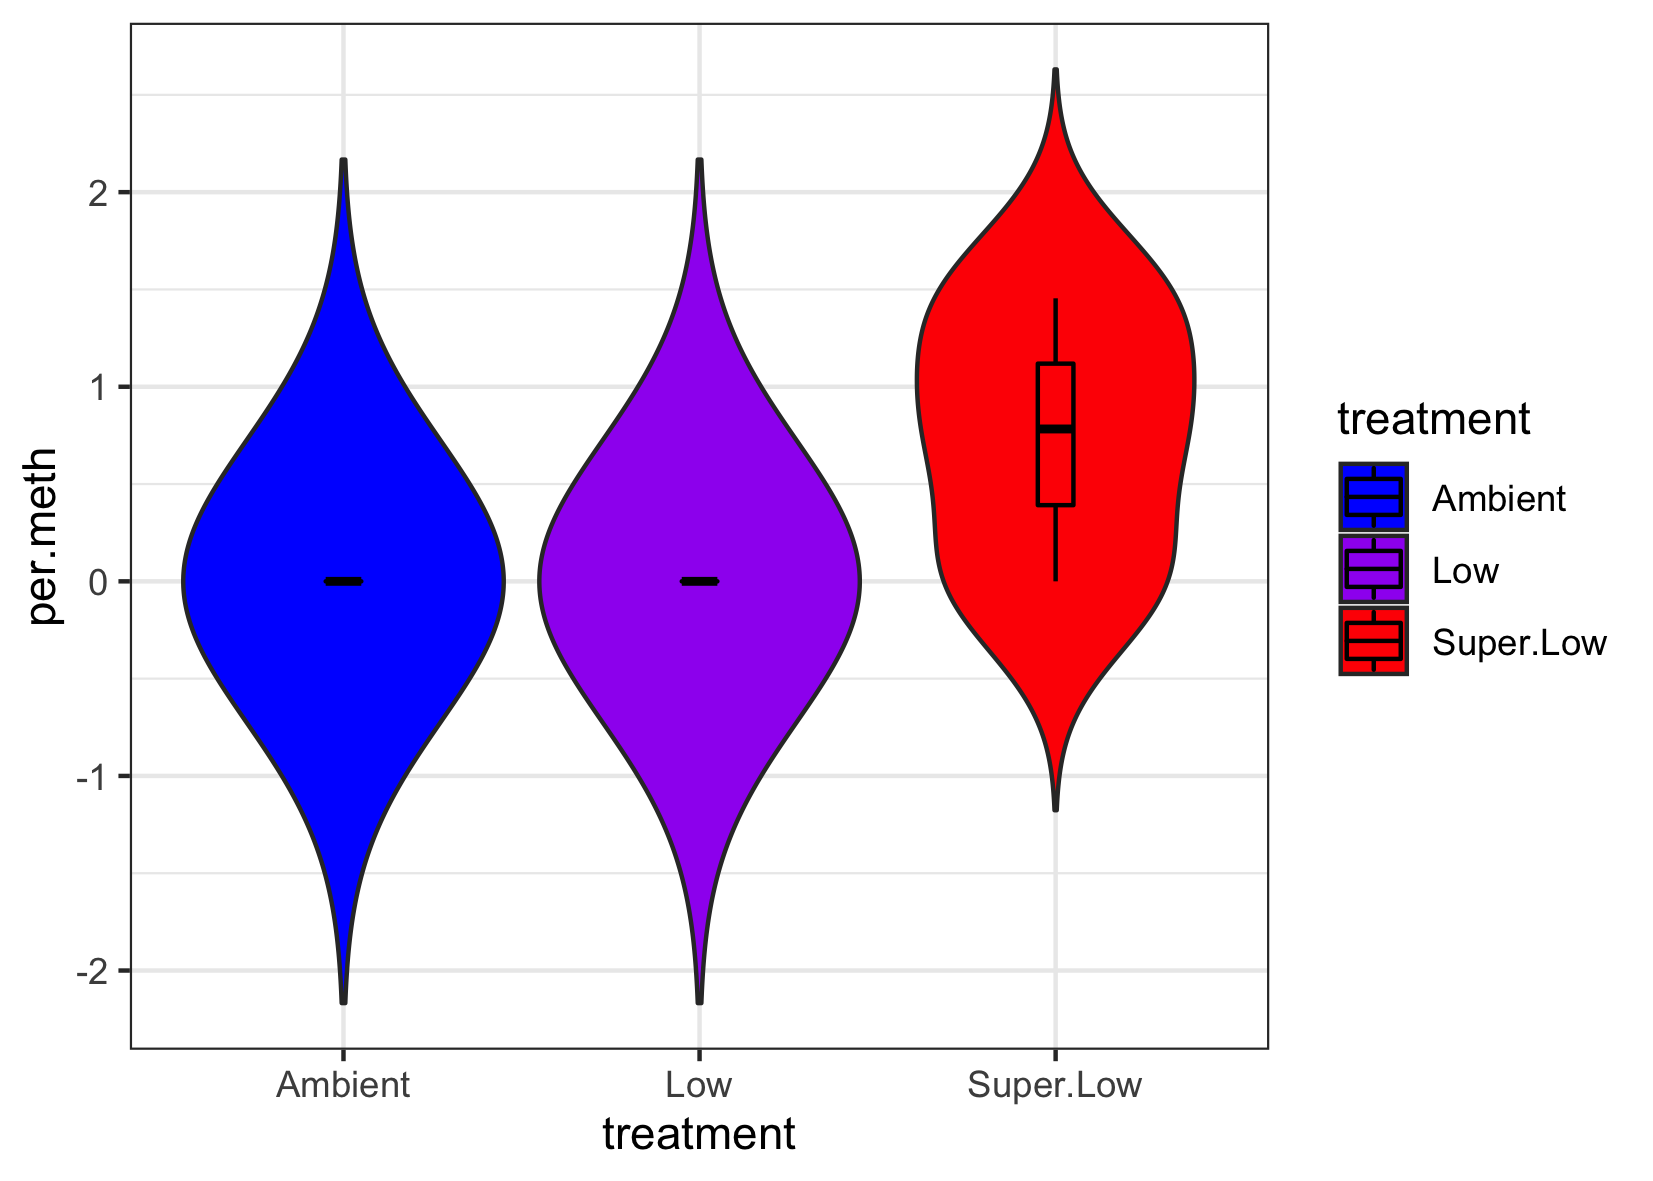 per.meth
2
1
0
-1
-2
Ambient
Low
Super.Low
treatment
treatment
Ambient
Low
Super.Low